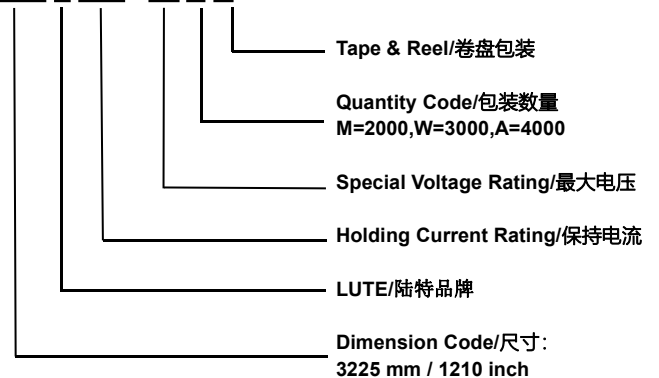 Tape & Reel/卷盘包装
Quantity Code/包装数量
M=2000,W=3000,A=4000
Special Voltage Rating/最大电压
Holding Current Rating/保持电流
LUTE/陆特品牌
Dimension Code/尺寸：
3225 mm / 1210 inch